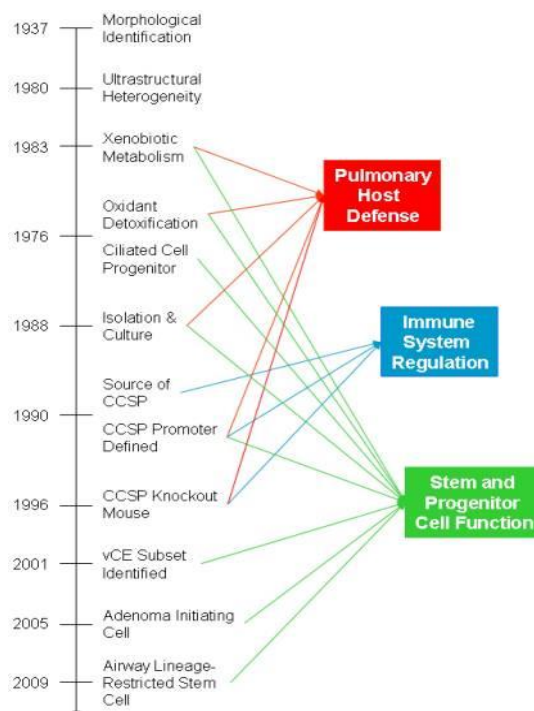 1937
Morphological
Identification
1980
Ultrastructural
Heterogeneity
1983
Xenobiotic
Metabolism
Oxidant
Detoxification
1976
Ciliated Cell
Progenitor
1988
Isolation &
Culture
Source of
CCSP
1990
CCSP Promoter
Defined
1996
CCSP Knockout
Mouse
2001
vCE Subset
Identified
2005
Adenoma Initiating
Cell
2009
Airway Lineage-
Restricted Stem
Cell
Pulmonary
Host
Defense
Immune
System
Regulation
Stem and
Progenitor
Cell Function